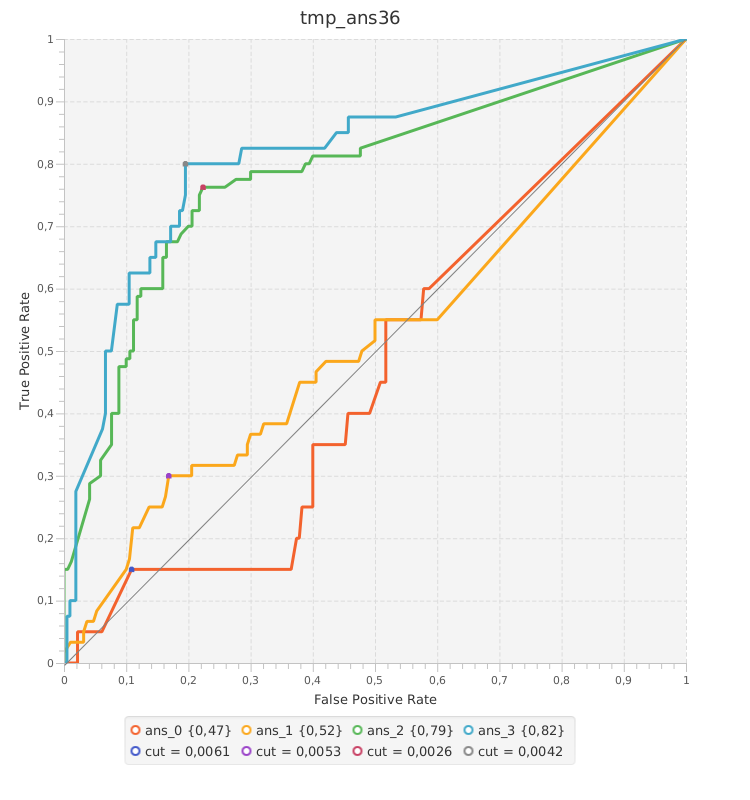 tmp_ans36
1
0,9
0,8
0,7
0,6
0,5
0,4
0,3
0,2
0,1
0
True Positive Rate
0 0,1 0,2 0,3 0,4 0,5 0,6 0,7 0,8 0,9 1
False Positive Rate
ans_0 {0,47} ans_1 {0,52} ans_2 {0,79} ans_3 {0,82}
cut = 0,0061 cut = 0,0053 cut = 0,0026 cut = 0,0042